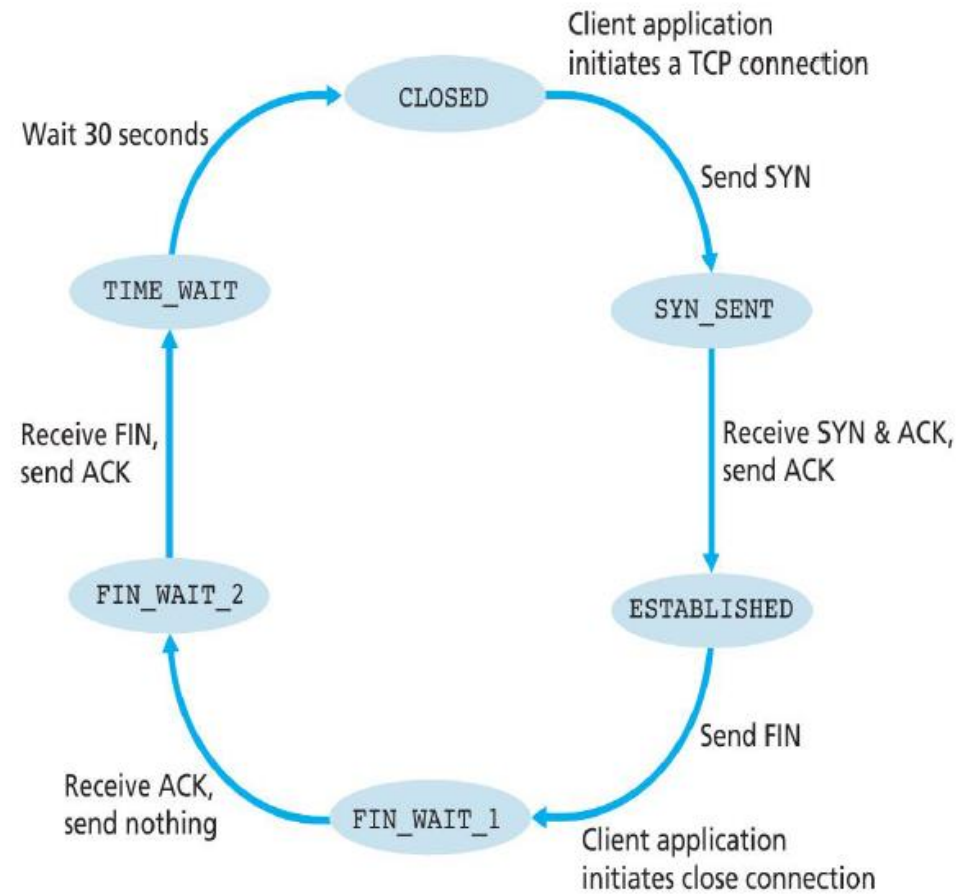 Client application
initiates a TCP connection
CLOSED
Wait 30 seconds
Send SYN
TIME_WAIT
SYN_SENT
Receive FIN,
send ACK
Receive SYN & ACK,
send ACK
FIN_WAIT_2
ESTABLISHED
Send FIN
Receive ACK,
send nothing
FIN_WAIT_1
Client application
initiates close connection